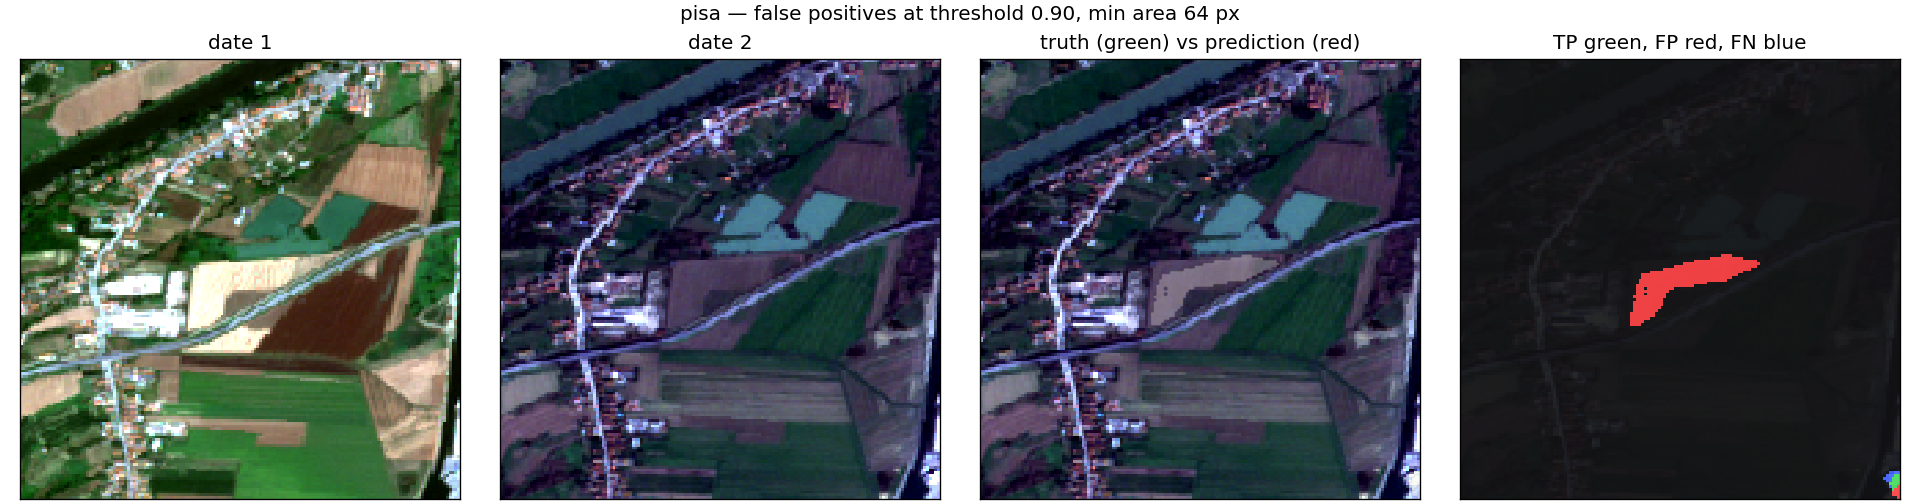 pisa — false positives at threshold 0.90, min area 64 px
date 1
date 2
truth (green) vs prediction (red)
TP green, FP red, FN blue